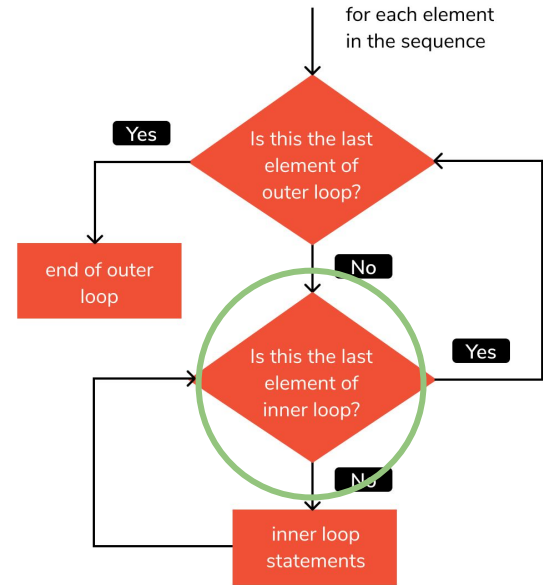 for each element
in the sequence
Yes
Is this the last
element of
outer loop?
end of outer
loop
No
Is this the last
element of
inner loop?
Yes
No
inner loop
statements